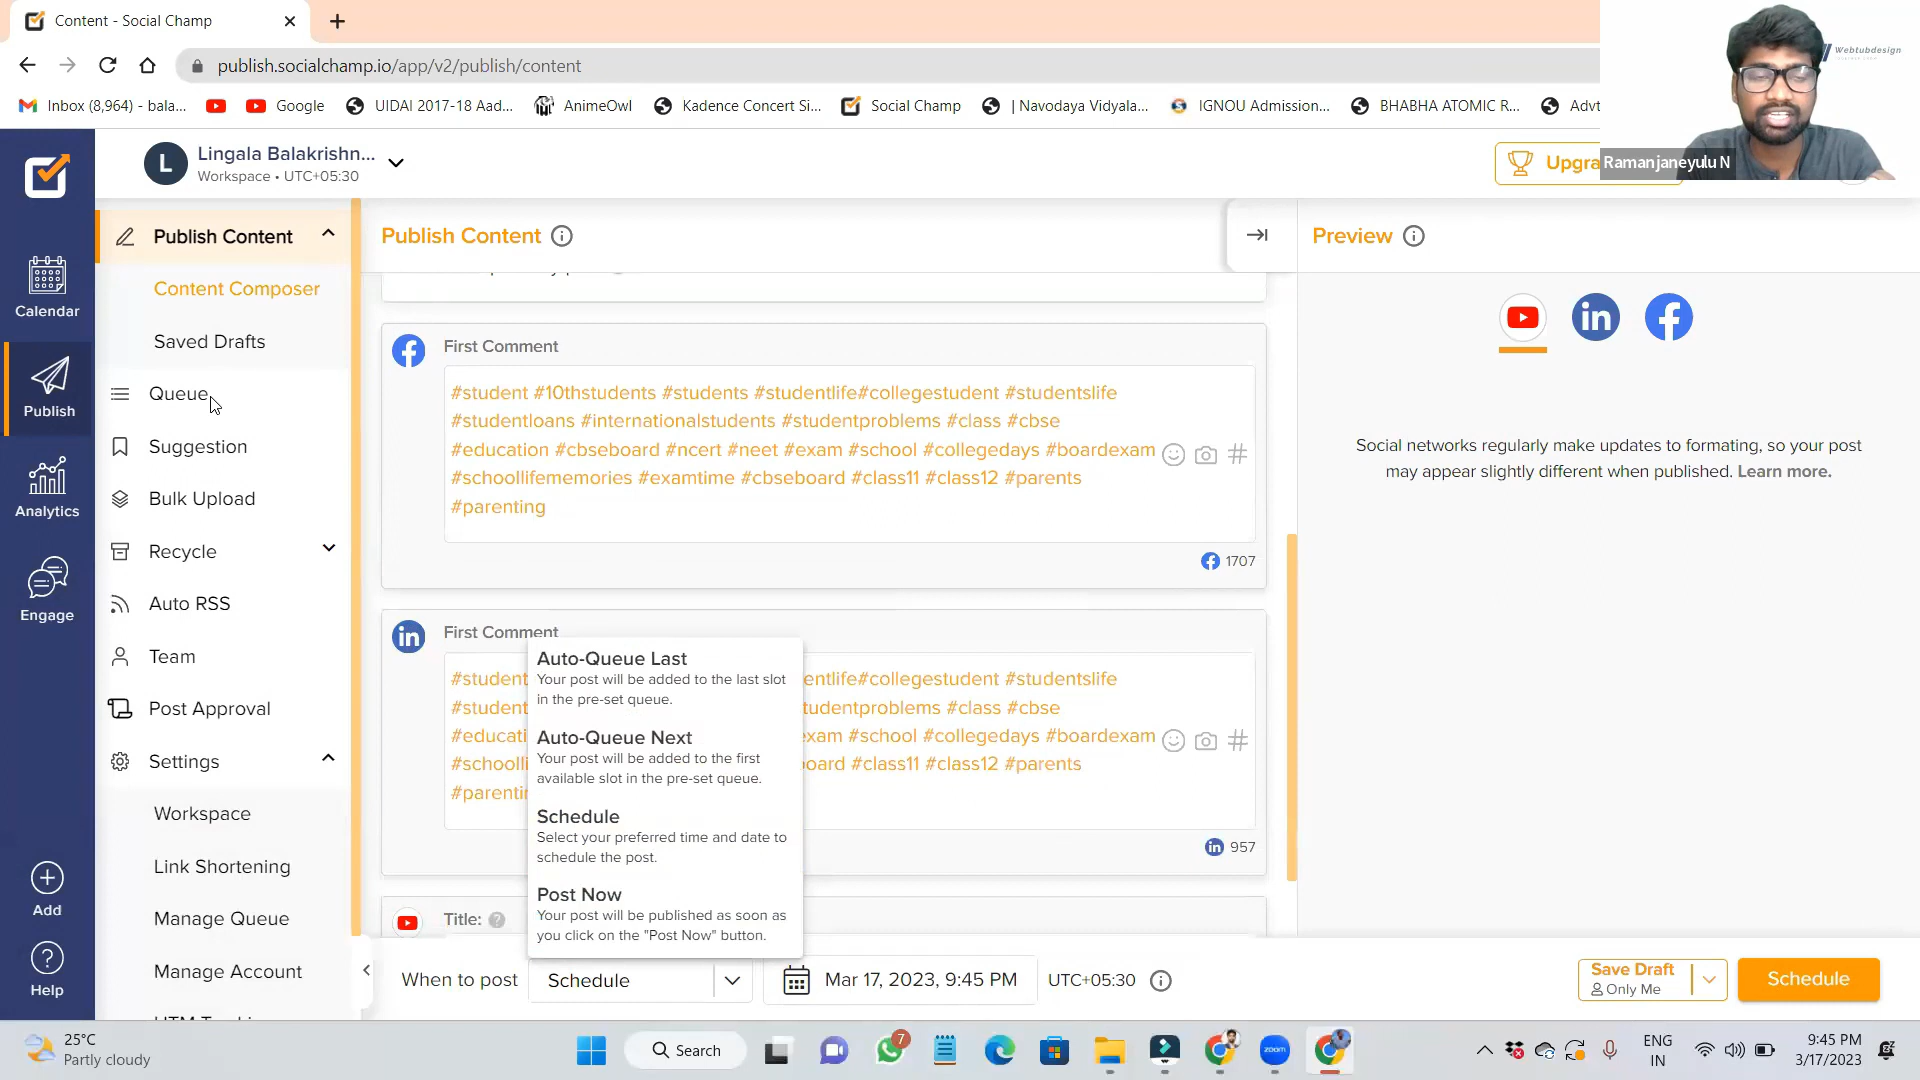 Content - Social Champ
publish.socialchamp.io/app/v2/publish/content
Inbox (8,964) - bala...
Google
UIDAI 2017-18 Aad...
AnimeOwl
Kadence Concert Si...
Social Champ
| Navodaya Vidyala...
IGNOU Admission...
BHABHA ATOMIC R...
Advt
Webtubdesign
Ramanjaneyulu N
L
Lingala Balakrishn...
Workspace • UTC+05:30
Upgra
Calendar
Publish
Analytics
Engage
Add
Help
Publish Content
Content Composer
Saved Drafts
Queue
Suggestion
Bulk Upload
Recycle
Auto RSS
Team
Post Approval
Settings
Workspace
Link Shortening
Manage Queue
Manage Account
Publish Content
First Comment
#student #10thstudents #students #studentlife#collegestudent #studentslife
#studentloans #internationalstudents #studentproblems #class #cbse
#education #cbseboard #ncert #neet #exam #school #collegedays #boardexam
#schoollifememories #examtime #cbseboard #class11 #class12 #parents
#parenting
1707
First Comment
#student
entlife#collegestudent #studentslife
#student
tudentproblems #class #cbse
#educati
exam #school #collegedays #boardexam
#schoolli
oard #class11 #class12 #parents
#parentin
957
Auto-Queue Last
Your post will be added to the last slot
in the pre-set queue.
Auto-Queue Next
Your post will be added to the first
available slot in the pre-set queue.
Schedule
Select your preferred time and date to
schedule the post.
Post Now
Your post will be published as soon as
you click on the "Post Now" button.
Title:
When to post
Schedule
Mar 17, 2023, 9:45 PM
UTC+05:30
Save Draft
Only Me
Schedule
Preview
Social networks regularly make updates to formating, so your post
may appear slightly different when published. Learn more.
25°C
Partly cloudy
Search
7
zoom
ENG
IN
9:45 PM
3/17/2023